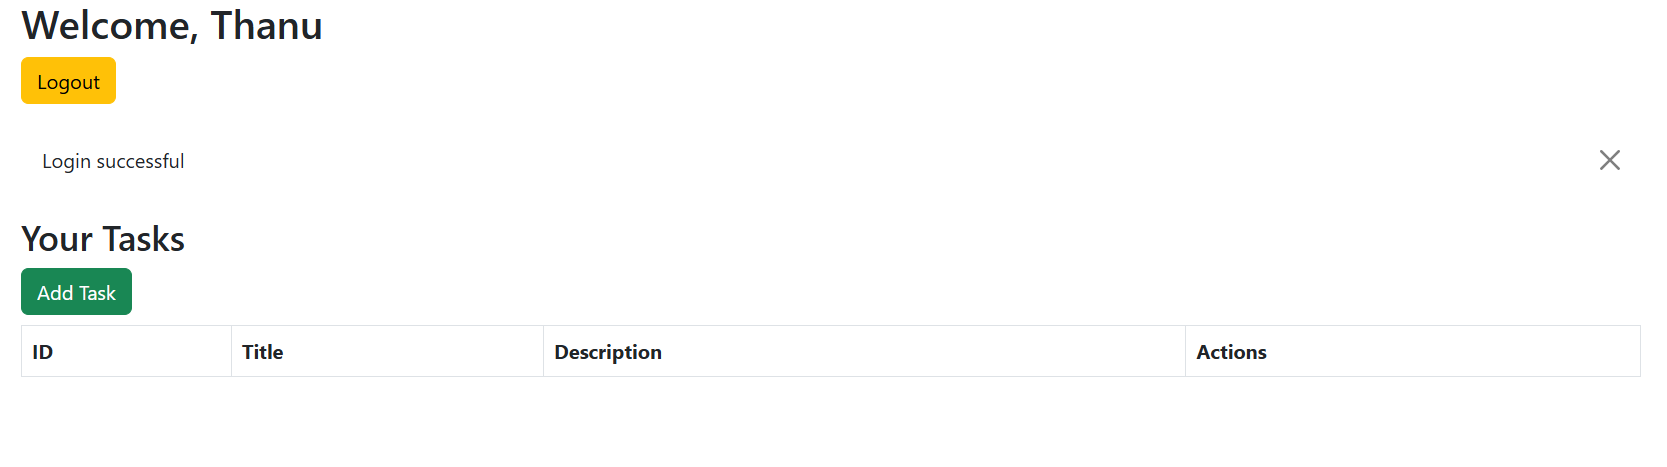 Welcome, Thanu
Logout
Login successful
Your Tasks
Add Task
ID Title Description Actions